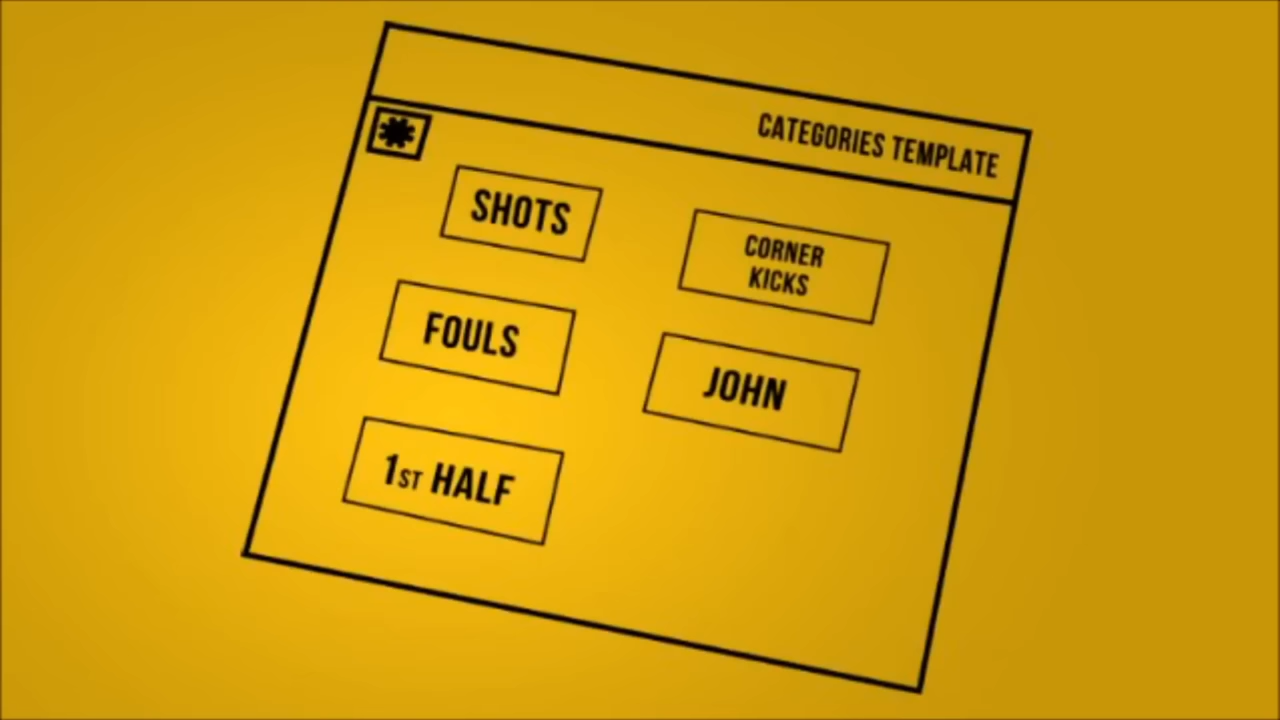 CATEGORIES TEMPLATE
SHOTS
CORNER
KICKS
FOULS
JOHN
1ST HALF